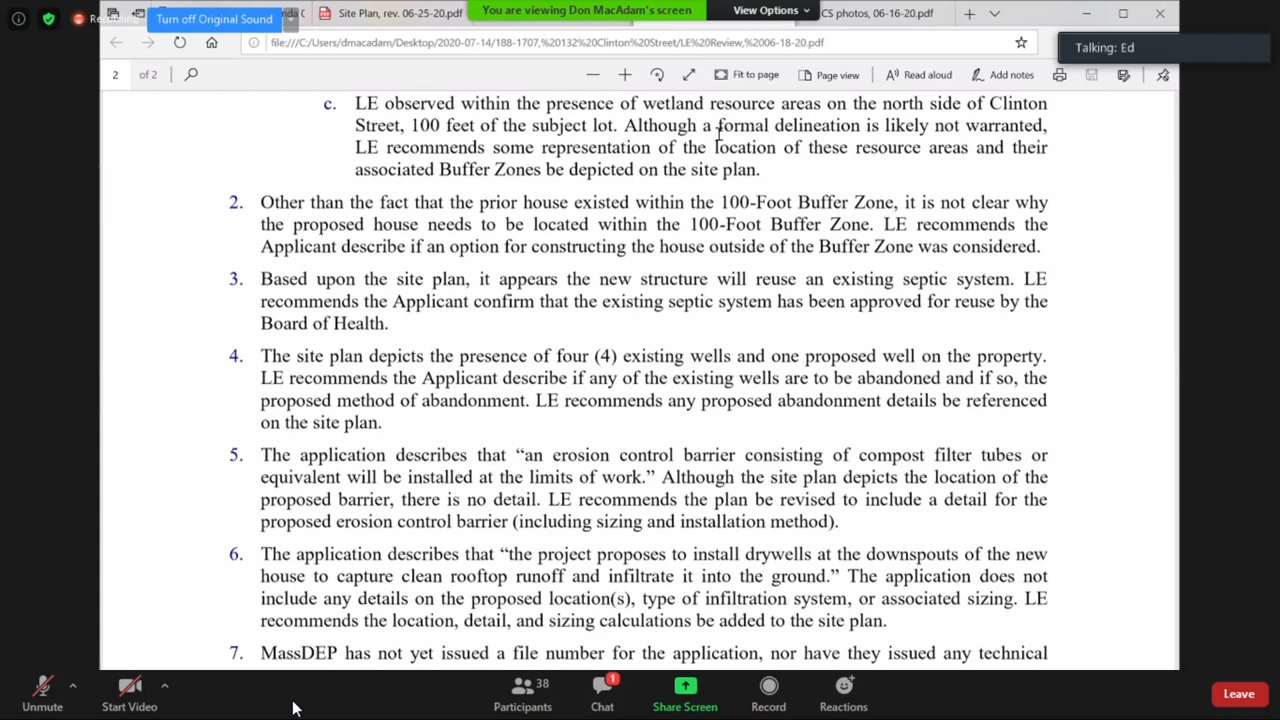 Recording
Turn off Original Sound
Site Plan, rev. 06-25-20.pdf
You are viewing Don MacAdam's screen
View Options
CS photos, 06-16-20.pdf
file:///C:/Users/dmacadam/Desktop/2020-07-14/188-1707,%20132%20Clinton%20Street/LE%20Review,%2006-18-20.pdf
Talking: Ed
2 of 2
Fit to page
Page view
Read aloud
Add notes
c. LE observed within the presence of wetland resource areas on the north side of Clinton
Street, 100 feet of the subject lot. Although a formal delineation is likely not warranted,
LE recommends some representation of the location of these resource areas and their
associated Buffer Zones be depicted on the site plan.
2. Other than the fact that the prior house existed within the 100-Foot Buffer Zone, it is not clear why
the proposed house needs to be located within the 100-Foot Buffer Zone. LE recommends the
Applicant describe if an option for constructing the house outside of the Buffer Zone was considered.
3. Based upon the site plan, it appears the new structure will reuse an existing septic system. LE
recommends the Applicant confirm that the existing septic system has been approved for reuse by the
Board of Health.
4. The site plan depicts the presence of four (4) existing wells and one proposed well on the property.
LE recommends the Applicant describe if any of the existing wells are to be abandoned and if so, the
proposed method of abandonment. LE recommends any proposed abandonment details be referenced
on the site plan.
5. The application describes that “an erosion control barrier consisting of compost filter tubes or
equivalent will be installed at the limits of work.” Although the site plan depicts the location of the
proposed barrier, there is no detail. LE recommends the plan be revised to include a detail for the
proposed erosion control barrier (including sizing and installation method).
6. The application describes that “the project proposes to install drywells at the downspouts of the new
house to capture clean rooftop runoff and infiltrate it into the ground.” The application does not
include any details on the proposed location(s), type of infiltration system, or associated sizing. LE
recommends the location, detail, and sizing calculations be added to the site plan.
7. MassDEP has not yet issued a file number for the application, nor have they issued any technical
Unmute
Start Video
38
Participants
1
Chat
Share Screen
Record
Reactions
Leave